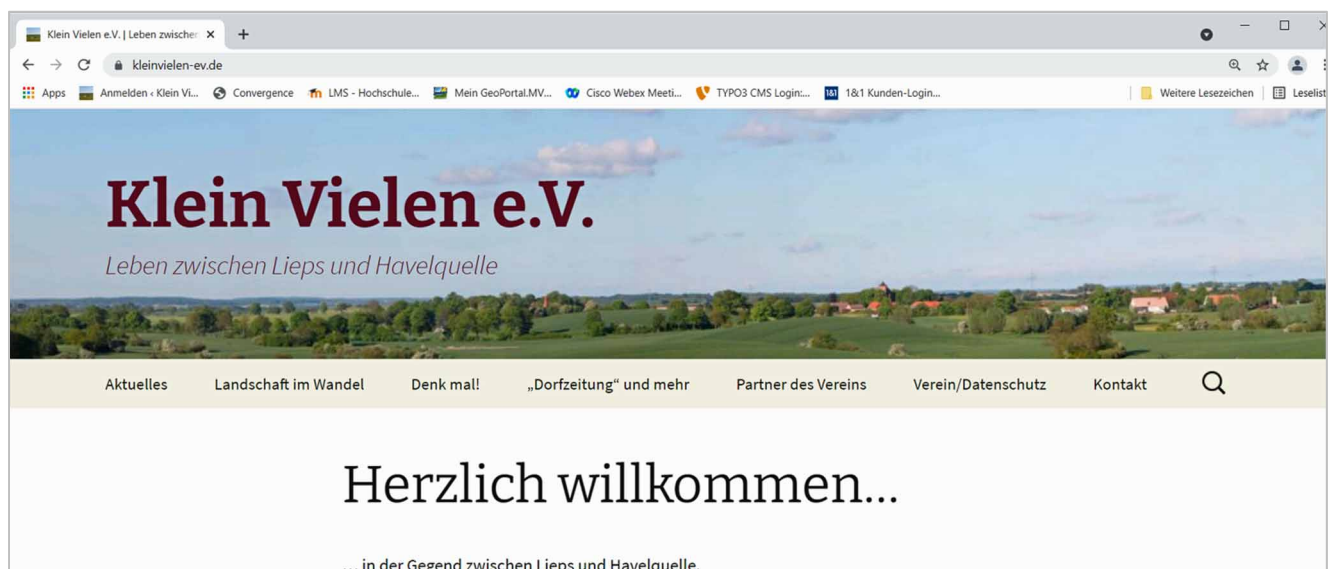 Klein Vielen e.V. | Leben zwischen
kleinvielen-ev.de
Apps Anmelden ‹ Klein Vi... Convergence LMS - Hochschule... Mein GeoPortal.MV... Cisco Webex Meeti... TYPO3 CMS Login:... 1&1 1&1 Kunden-Login... Weitere Lesezeichen Leselist
Klein Vielen e.V.
Leben zwischen Lieps und Havelquelle
Aktuelles Landschaft im Wandel Denk mal! „Dorfzeitung“ und mehr Partner des Vereins Verein/Datenschutz Kontakt
Herzlich willkommen...
… in der Gegend zwischen Lieps und Havelquelle.